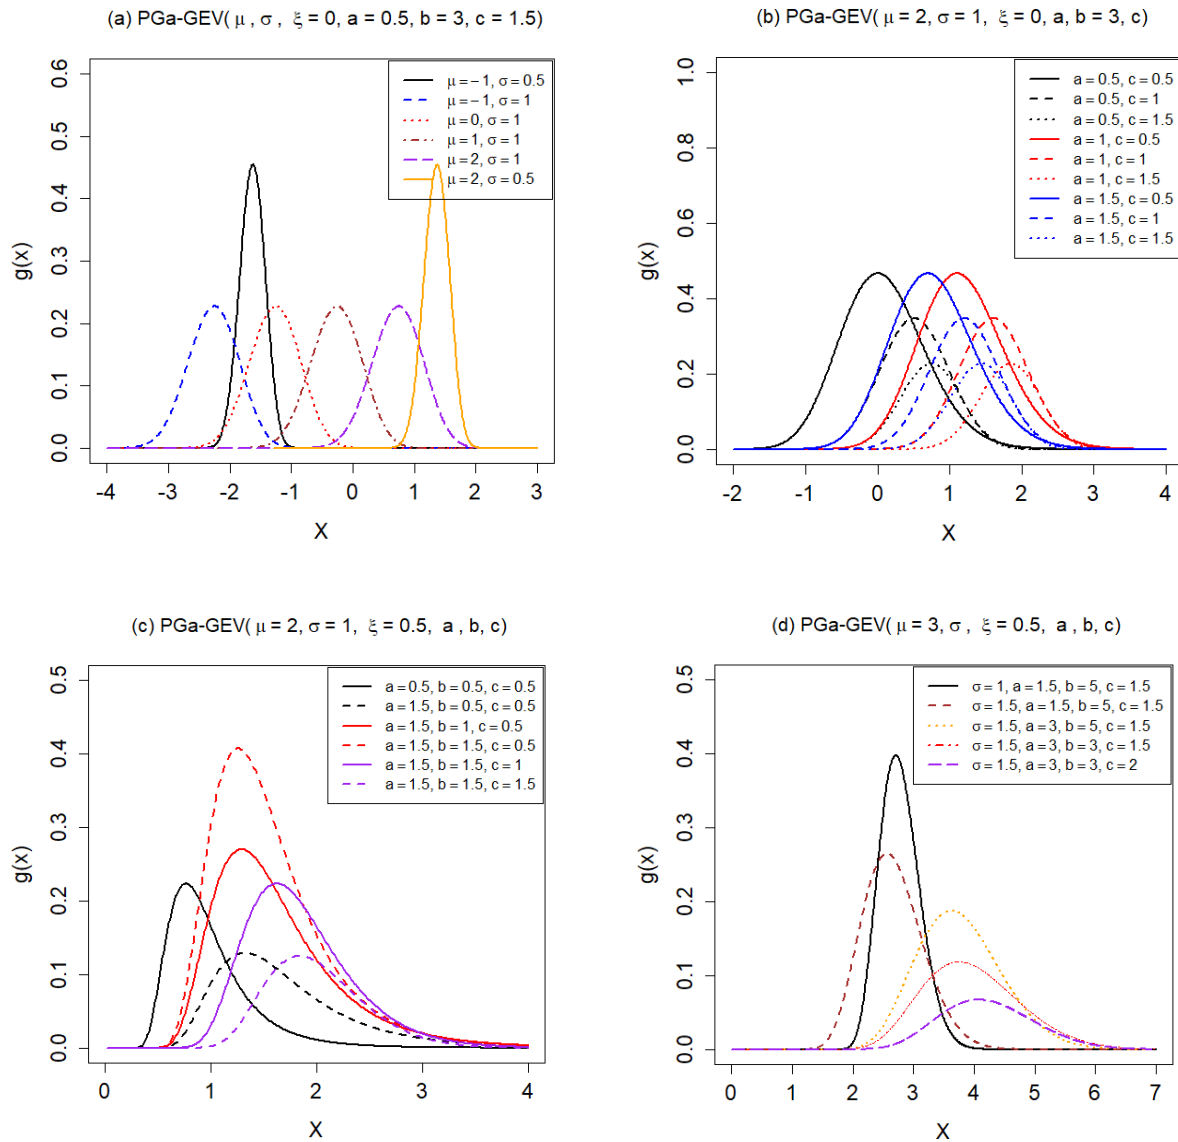 (a) PGa-GEV( μ , σ , ξ = 0, a = 0.5, b = 3, c = 1.5)
0.6
0.5
0.4
0.3
0.2
0.1
0.0
g(x)
μ = −1, σ = 0.5
μ = −1, σ = 1
μ = 0, σ = 1
μ = 1, σ = 1
μ = 2, σ = 1
μ = 2, σ = 0.5
-4 -3 -2 -1 0 1 2 3
X
(b) PGa-GEV( μ = 2, σ = 1, ξ = 0, a, b = 3, c)
1.0
0.8
0.6
0.4
0.2
0.0
g(x)
a = 0.5, c = 0.5
a = 0.5, c = 1
a = 0.5, c = 1.5
a = 1, c = 0.5
a = 1, c = 1
a = 1, c = 1.5
a = 1.5, c = 0.5
a = 1.5, c = 1
a = 1.5, c = 1.5
-2 -1 0 1 2 3 4
X
(c) PGa-GEV( μ = 2, σ = 1, ξ = 0.5, a , b, c)
0.5
0.4
0.3
0.2
0.1
0.0
g(x)
a = 0.5, b = 0.5, c = 0.5
a = 1.5, b = 0.5, c = 0.5
a = 1.5, b = 1, c = 0.5
a = 1.5, b = 1.5, c = 0.5
a = 1.5, b = 1.5, c = 1
a = 1.5, b = 1.5, c = 1.5
0 1 2 3 4
X
(d) PGa-GEV( μ = 3, σ , ξ = 0.5, a , b, c)
0.5
0.4
0.3
0.2
0.1
0.0
g(x)
σ = 1, a = 1.5, b = 5, c = 1.5
σ = 1.5, a = 1.5, b = 5, c = 1.5
σ = 1.5, a = 3, b = 5, c = 1.5
σ = 1.5, a = 3, b = 3, c = 1.5
σ = 1.5, a = 3, b = 3, c = 2
0 1 2 3 4 5 6 7
X